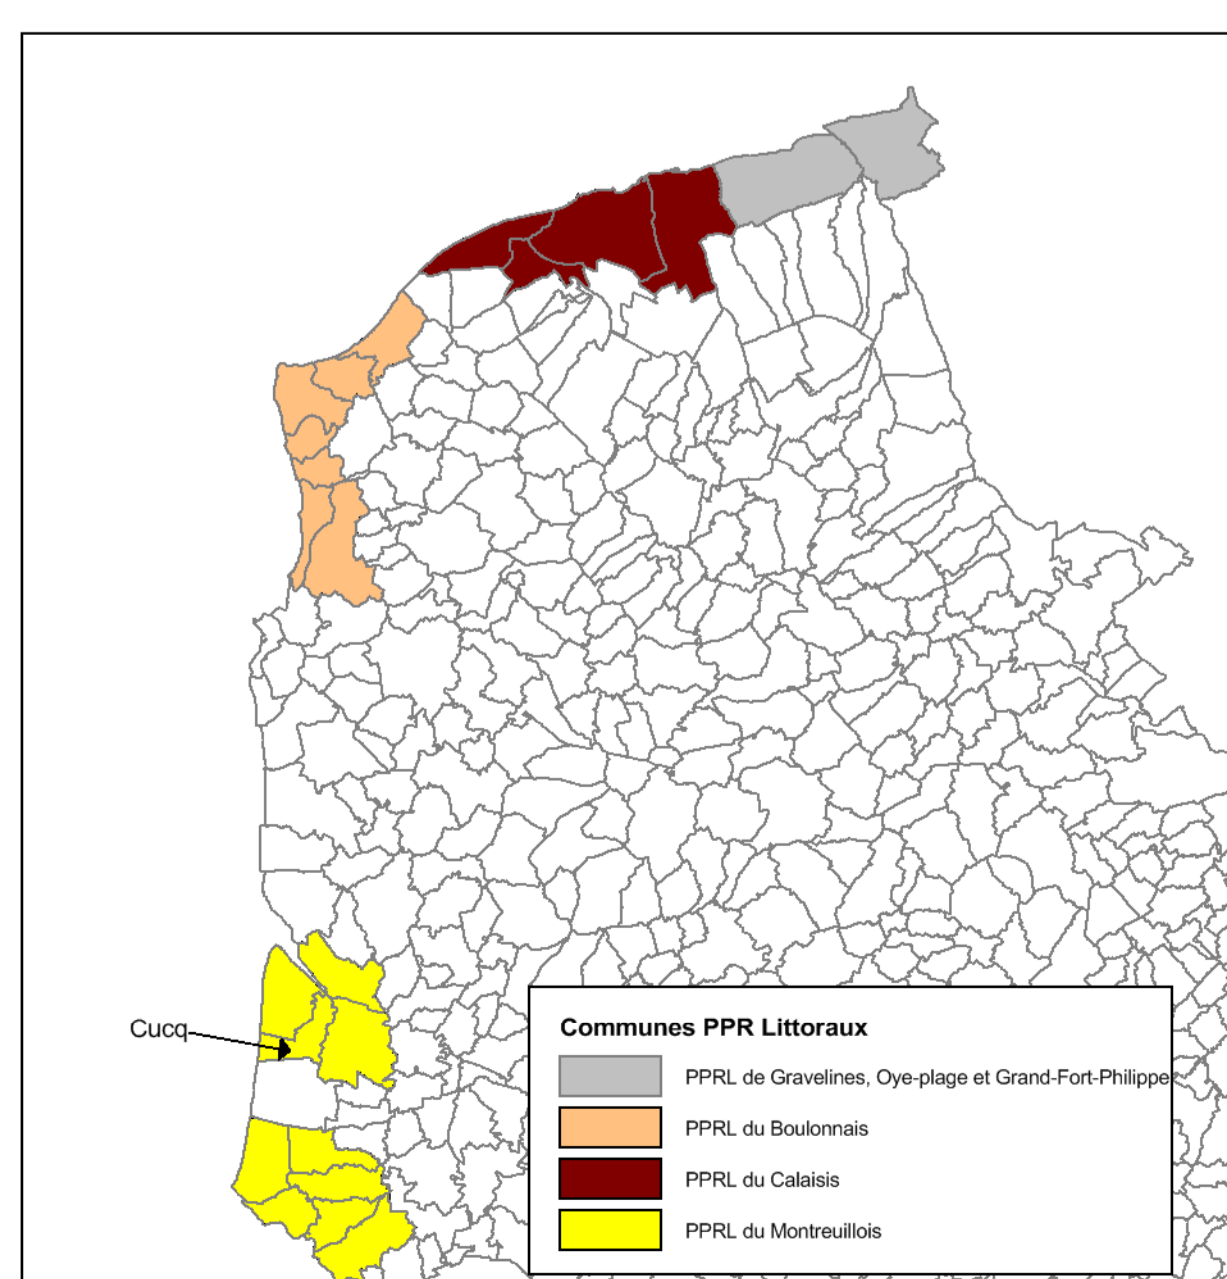 Cucq
Communes PPR Littoraux
PPRL de Gravelines, Oye-plage et Grand-Fort-Philippe
PPRL du Boulonnais
PPRL du Calaisis
PPRL du Montreuillois